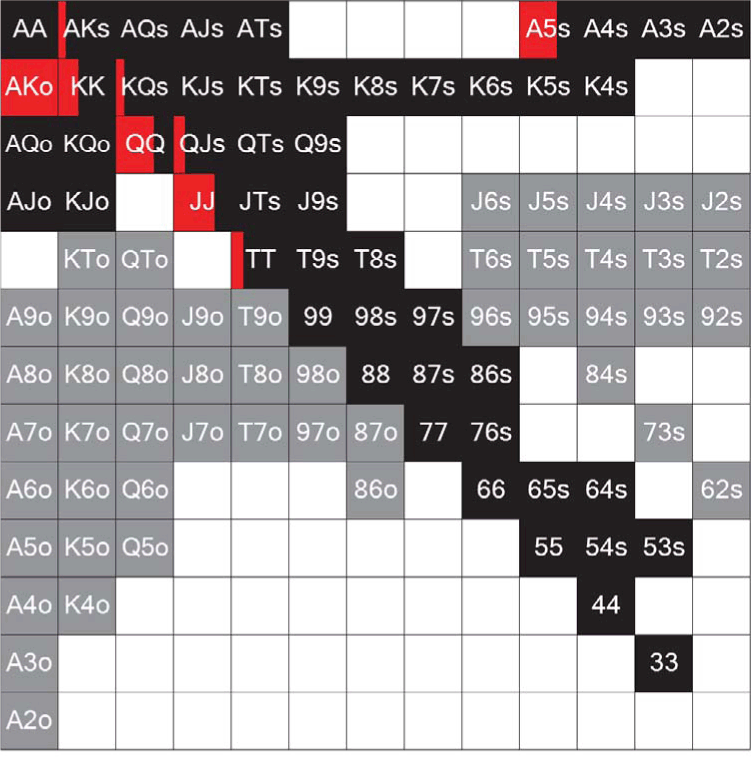 AA AKs AQs AJs ATs A5s A4s A3s A2s
AKo KK KQs KJs KTs K9s K8s K7s K6s K5s K4s
AQo KQo QQ QJs QTs Q9s
AJo KJo JJ JTs J9s J6s J5s J4s J3s J2s
KTo QTo TT T9s T8s T6s T5s T4s T3s T2s
A9o K9o Q9o J9o T9o 99 98s 97s 96s 95s 94s 93s 92s
A8o K8o Q8o J8o T8o 98o 88 87s 86s 84s
A7o K7o Q7o J7o T7o 97o 87o 77 76s 73s
A6o K6o Q6o 86o 66 65s 64s 62s
A5o K5o Q5o 55 54s 53s
A4o K4o 44
A3o 33
A2o